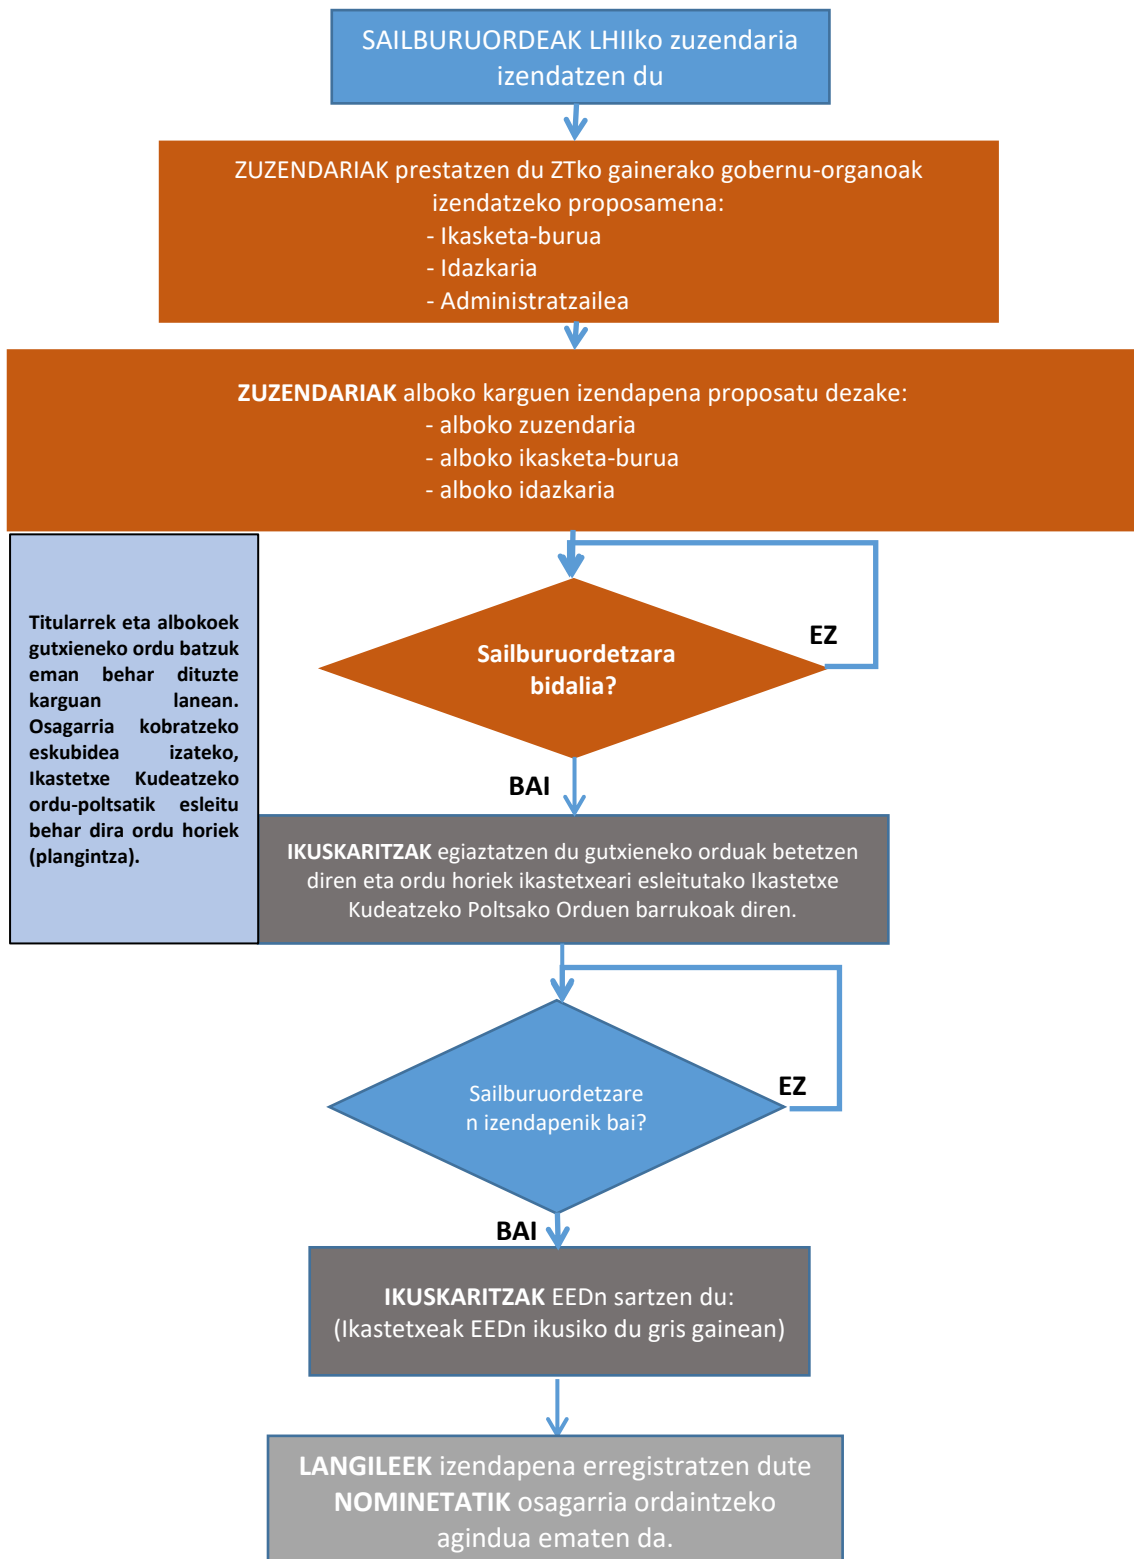 SAILBURUORDEAK LHIIko zuzendaria
izendatzen du
ZUZENDARIAK prestatzen du ZTko gainerako gobernu-organoak
izendatzeko proposamena:
- Ikasketa-burua
- Idazkaria
- Administratzailea
ZUZENDARIAK alboko karguen izendapena proposatu dezake:
- alboko zuzendaria
- alboko ikasketa-burua
- alboko idazkaria
Titularrek eta albokoek
gutxieneko ordu batzuk
eman behar dituzte
karguan lanean.
Osagarria kobratzeko
eskubidea izateko,
Ikastetxe Kudeatzeko
ordu-poltsatik esleitu
behar dira ordu horiek
(plangintza).
Sailburuordetzara
bidalia?
EZ
BAI
IKUSKARITZAK egiaztatzen du gutxieneko orduak betetzen
diren eta ordu horiek ikastetxeari esleitutako Ikastetxe
Kudeatzeko Poltsako Orduen barrukoak diren.
Sailburuordetzare
n izendapenik bai?
EZ
BAI
IKUSKARITZAK EEDn sartzen du:
(Ikastetxeak EEDn ikusiko du gris gainean)
LANGILEEK izendapena erregistratzen dute
NOMINETATIK osagarria ordaintzeko
agindua ematen da.